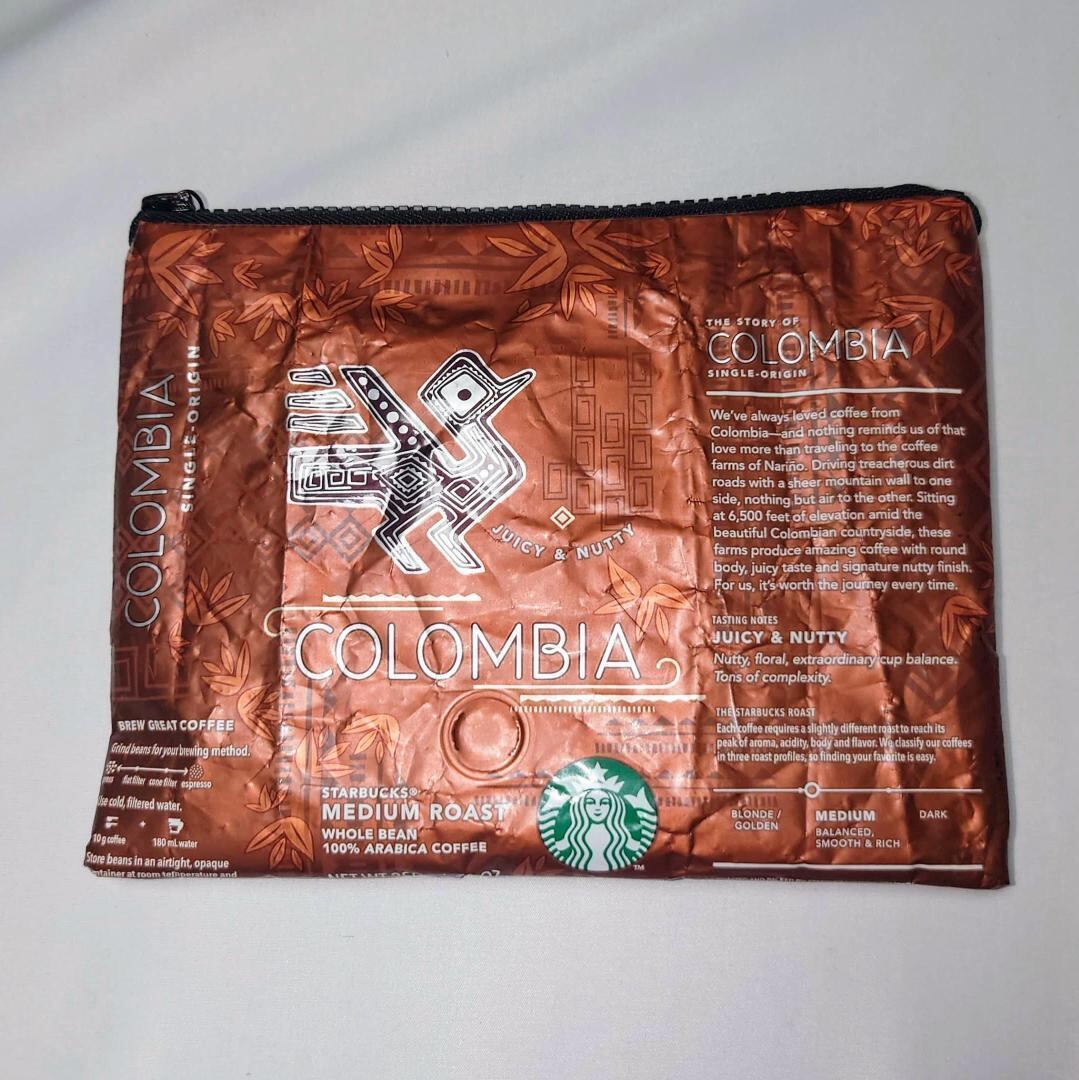 COLOMBIA
SINGLE-ORIGIN
BREW GREAT COFFEE
Grind beans for your brewing method.
flat filter cone filter espresso
Use cold, filtered water.
+
10 g coffee 180 mL water
Store beans in an airtight, opaque
container at room temperature and
JUICY & NUTTY
COLOMBIA
STARBUCKS®
MEDIUM ROAST
WHOLE BEAN
100% ARABICA COFFEE
NET WT
TM
THE STORY OF
COLOMBIA
SINGLE-ORIGIN
We've always loved coffee from
Colombia—and nothing reminds us of that
love more than traveling to the coffee
farms of Nariño. Driving treacherous dirt
roads with a sheer mountain wall to one
side, nothing but air to the other. Sitting
at 6,500 feet of elevation amid the
beautiful Colombian countryside, these
farms produce amazing coffee with round
body, juicy taste and signature nutty finish.
For us, it's worth the journey every time.
TASTING NOTES
JUICY & NUTTY
Nutty, floral, extraordinary cup balance.
Tons of complexity.
THE STARBUCKS ROAST
Each coffee requires a slightly different roast to reach its
peak of aroma, acidity, body and flavor. We classify our coffees
in three roast profiles, so finding your favorite is easy.
BLONDE / GOLDEN
MEDIUM
BALANCED,
SMOOTH & RICH
DARK